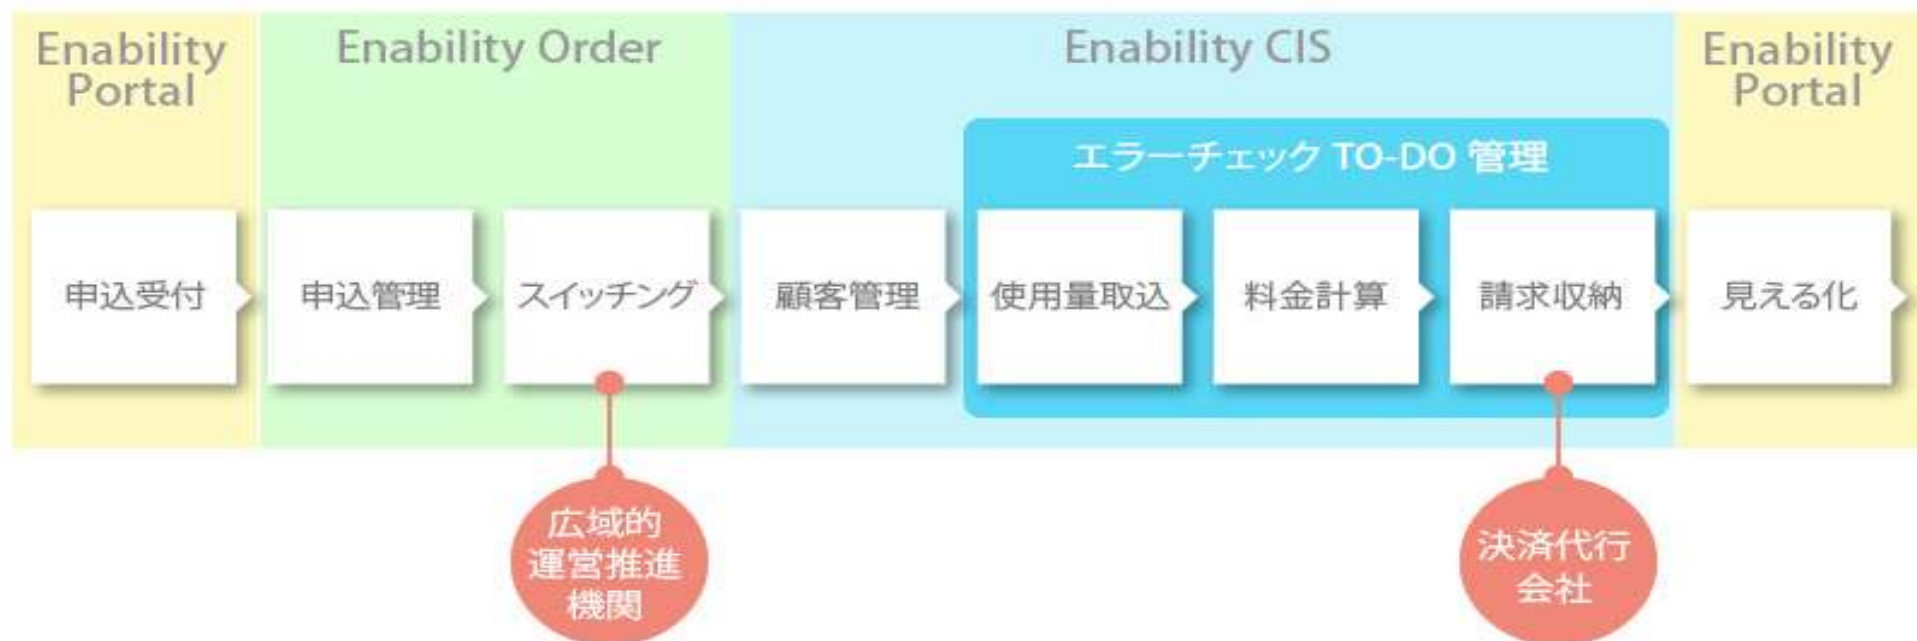 Enability
Portal
Enability Order
Enability CIS
Enability
Portal
エラーチェック TO-DO 管理
申込受付
申込管理
スイッチング
顧客管理
使用量取込
料金計算
請求収納
見える化
広域的
運営推進
機関
決済代行
会社